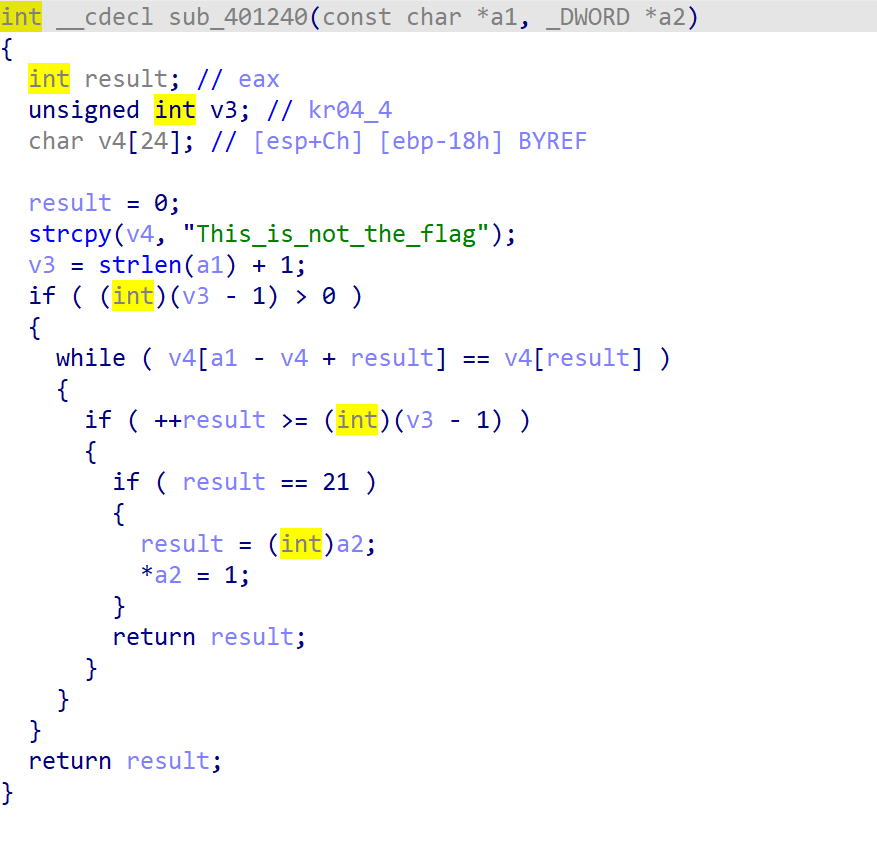 int __cdecl sub_401240(const char *a1, _DWORD *a2)
{
  int result; // eax
  unsigned int v3; // kr04_4
  char v4[24]; // [esp+Ch] [ebp-18h] BYREF

  result = 0;
  strcpy(v4, "This_is_not_the_flag");
  v3 = strlen(a1) + 1;
  if ( (int)(v3 - 1) > 0 )
  {
    while ( v4[a1 - v4 + result] == v4[result] )
    {
      if ( ++result >= (int)(v3 - 1) )
      {
        if ( result == 21 )
        {
          result = (int)a2;
          *a2 = 1;
        }
        return result;
      }
    }
  }
  return result;
}